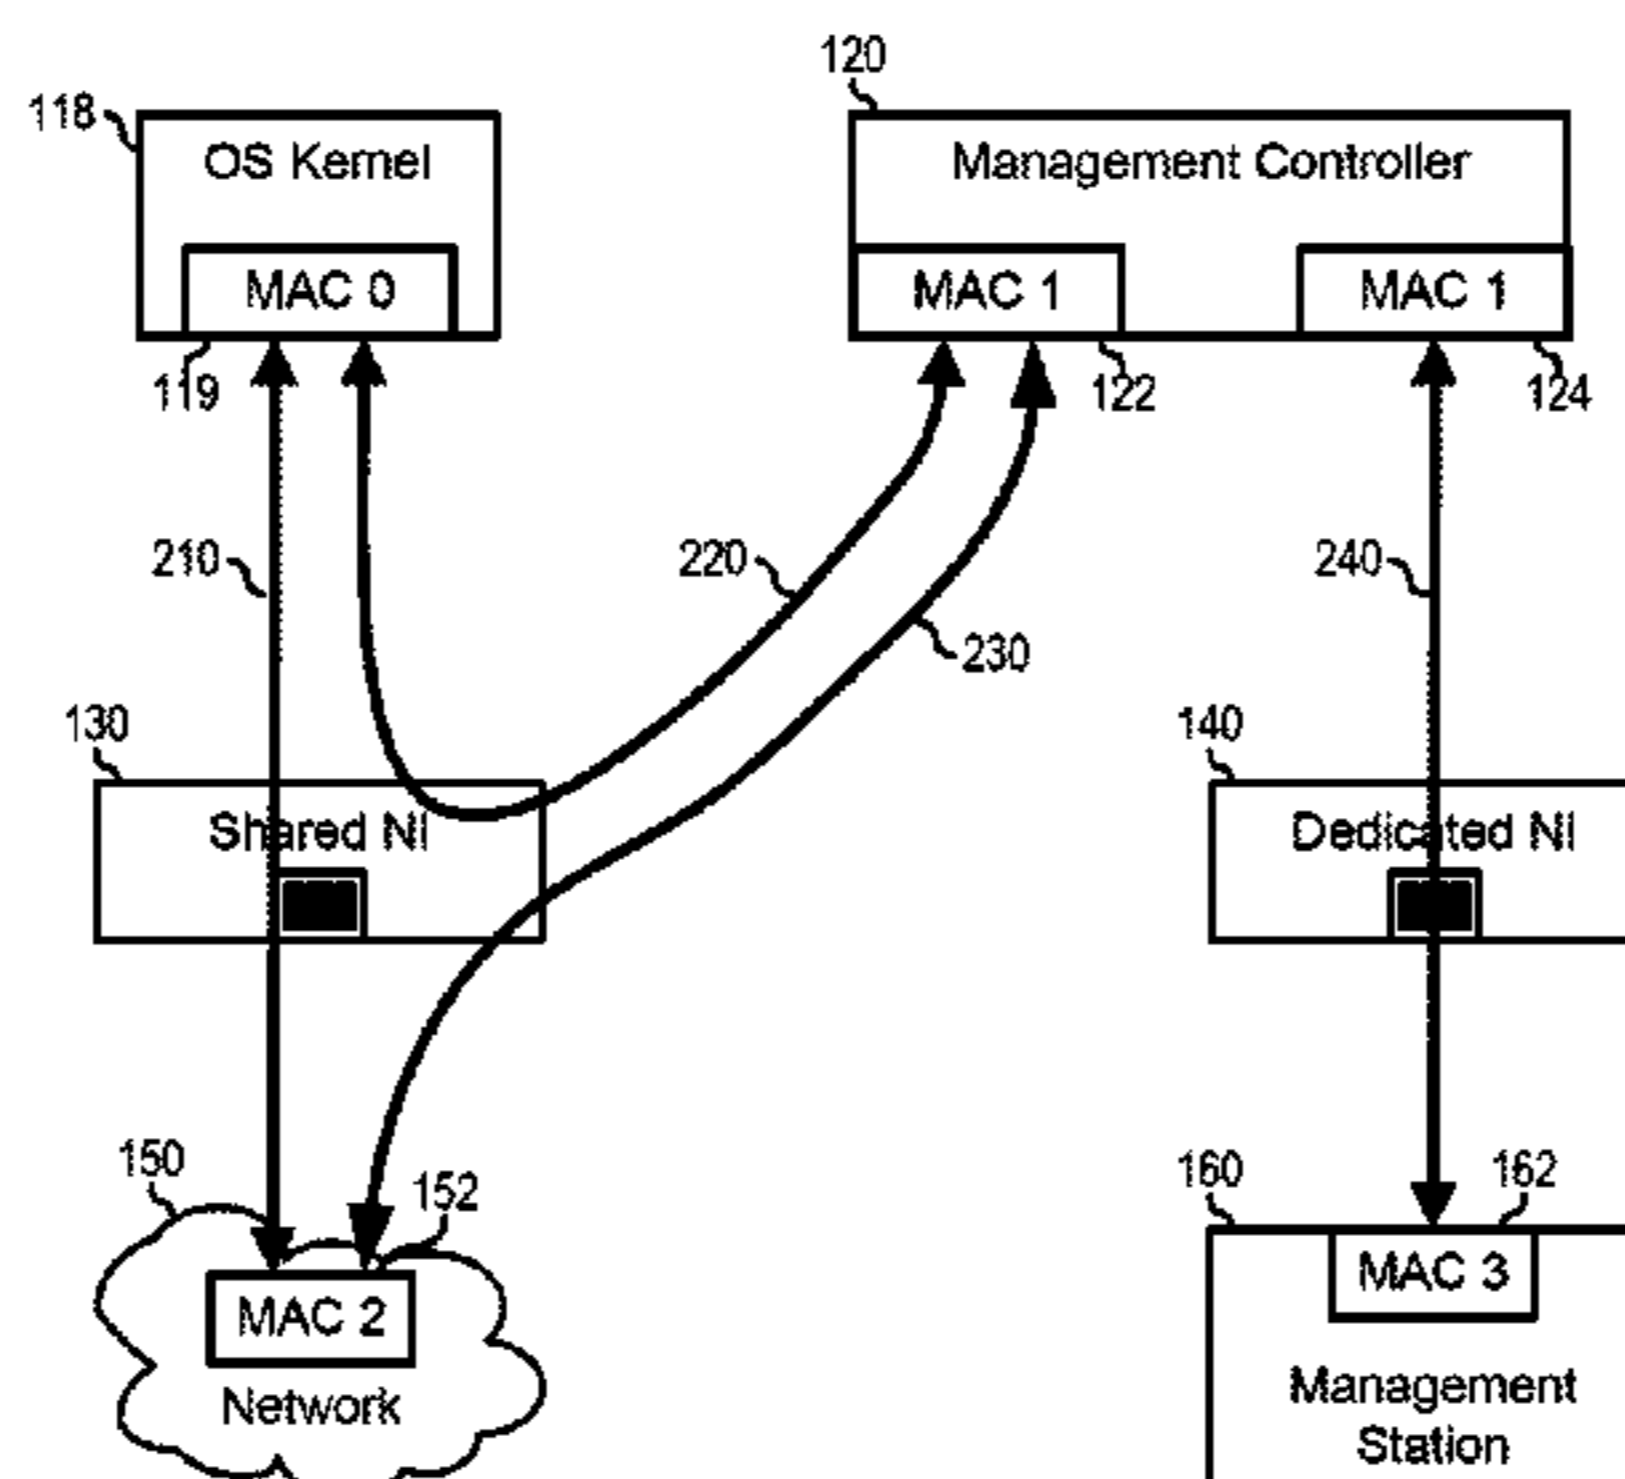 120
118
OS Kernel
Management Controller
MAC 0
MAC 1
MAC 1
119
122
124
210
220
240
230
130
140
Shared NI
Dedicated NI
150
152
160
162
MAC 2
MAC 3
Network
Management
Station